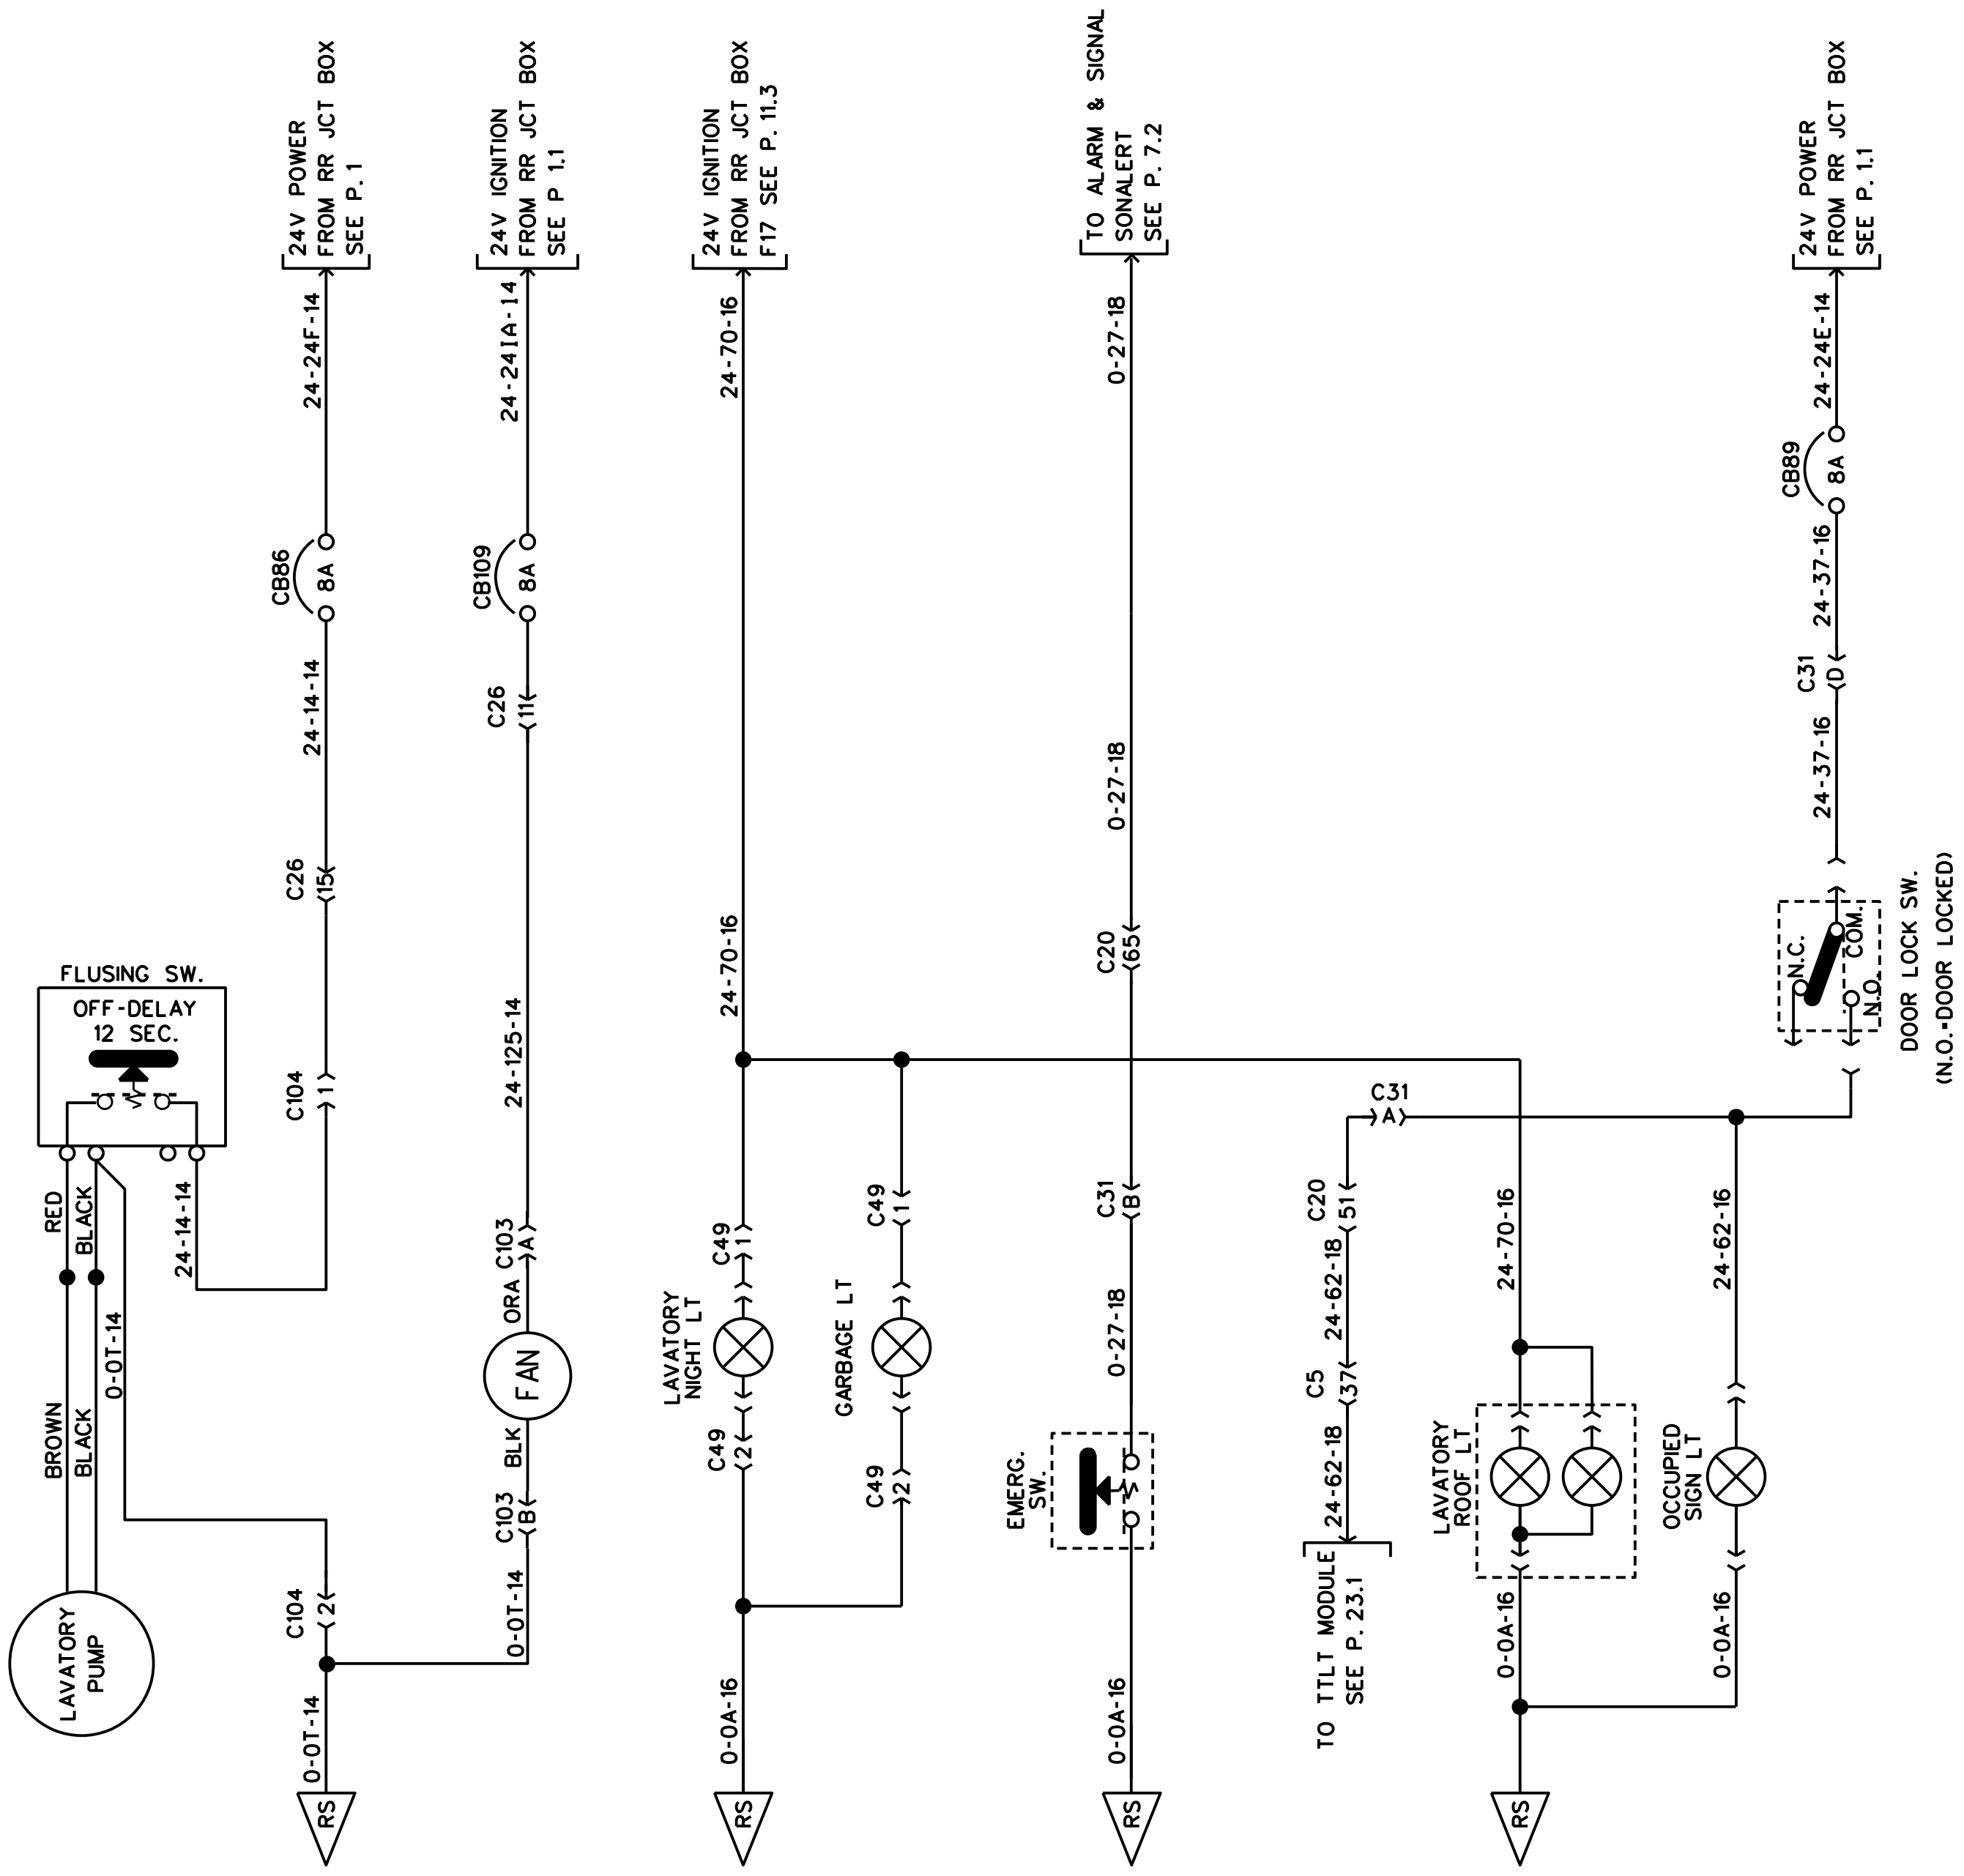 24V POWER
FROM RR JCT BOX
SEE P. 1
24-24F-14
CB86
8A
24-14-14
C26
15
C104
1
FLUSING SW.
OFF-DELAY
12 SEC.
RED
BLACK
24-14-14
BROWN
BLACK
0-0T-14
LAVATORY
PUMP
C104
2
0-0T-14
RS
24V IGNITION
FROM RR JCT BOX
SEE P 1.1
24-24IA-14
CB109
8A
C26
11
24-125-14
C103
A
ORA
FAN
BLK
C103
B
0-0T-14
24V IGNITION
FROM RR JCT BOX
F17 SEE P. 11.3
24-70-16
24-70-16
C49
1
LAVATORY
NIGHT LT
C49
2
C49
1
GARBAGE LT
C49
2
0-0A-16
RS
TO ALARM & SIGNAL
SONALERT
SEE P. 7.2
0-27-18
0-27-18
C20
65
C31
B
0-27-18
EMERG.
SW.
0-0A-16
RS
C31
A
C20
51
24-62-18
C5
37
24-62-18
TO TTLT MODULE
SEE P. 23.1
24-70-16
LAVATORY
ROOF LT
0-0A-16
RS
24-62-16
OCCUPIED
SIGN LT
0-0A-16
24V POWER
FROM RR JCT BOX
SEE P. 1.1
24-24E-14
CB89
8A
24-37-16
C31
D
24-37-16
N.C.
COM.
N.O.
DOOR LOCK SW.
(N.O.=DOOR LOCKED)